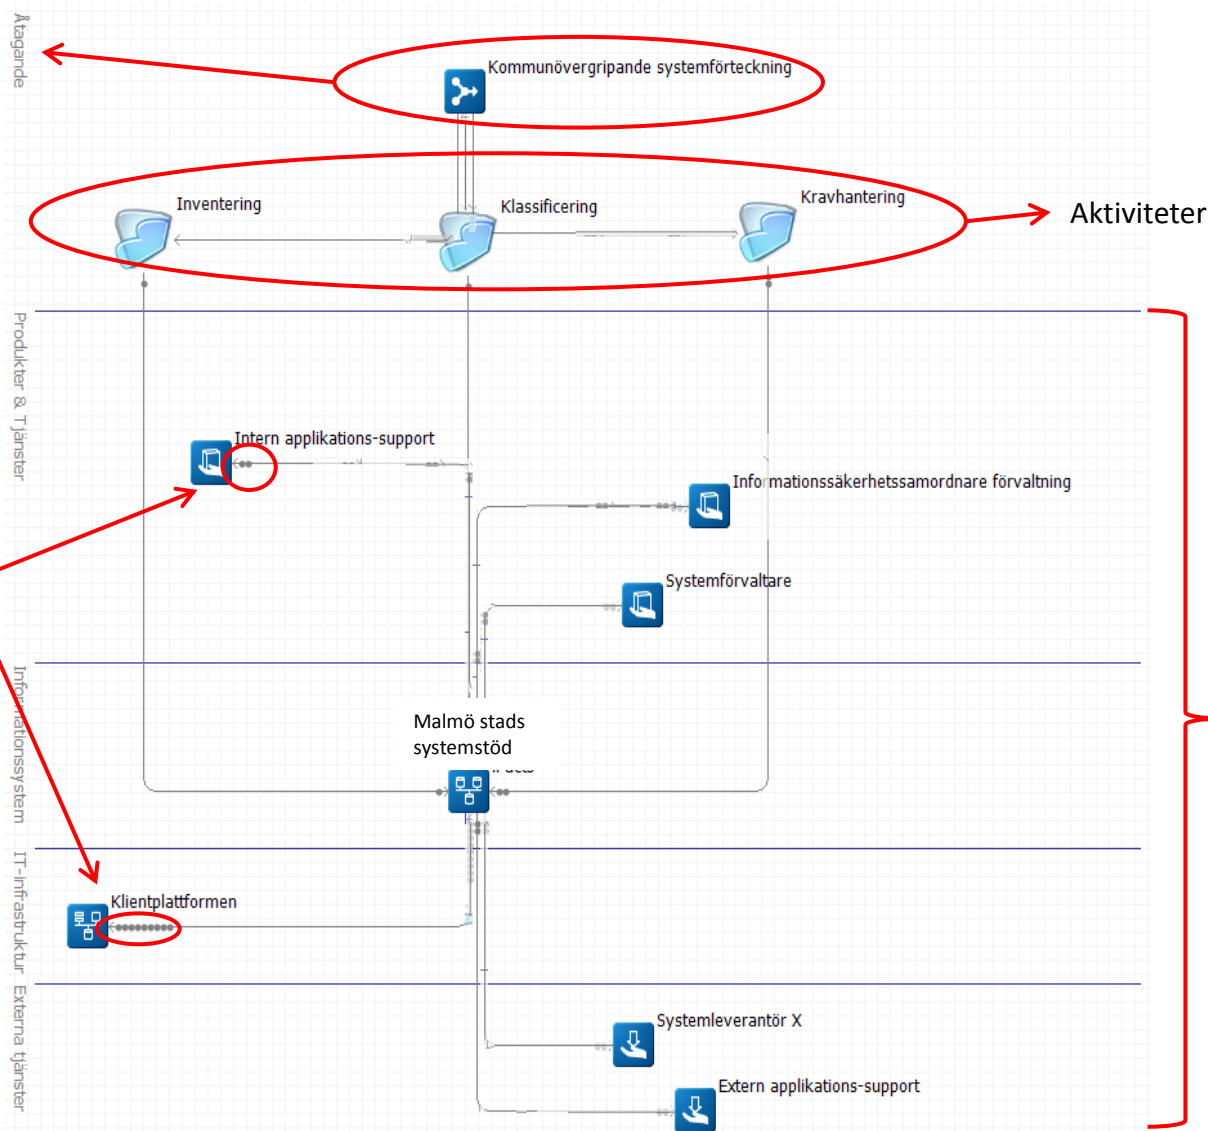 Åtagande
Kommunövergripande systemförteckning
Inventering
Klassificering
Kravhantering
Aktiviteter
Produkter & Tjänster
Intern applikations-support
Informationssäkerhetssamordnare förvaltning
Systemförvaltare
Informationssystem
Malmö stads
systemstöd
IT-infrastruktur
Klientplattformen
Externa tjänster
Systemleverantör X
Extern applikations-support